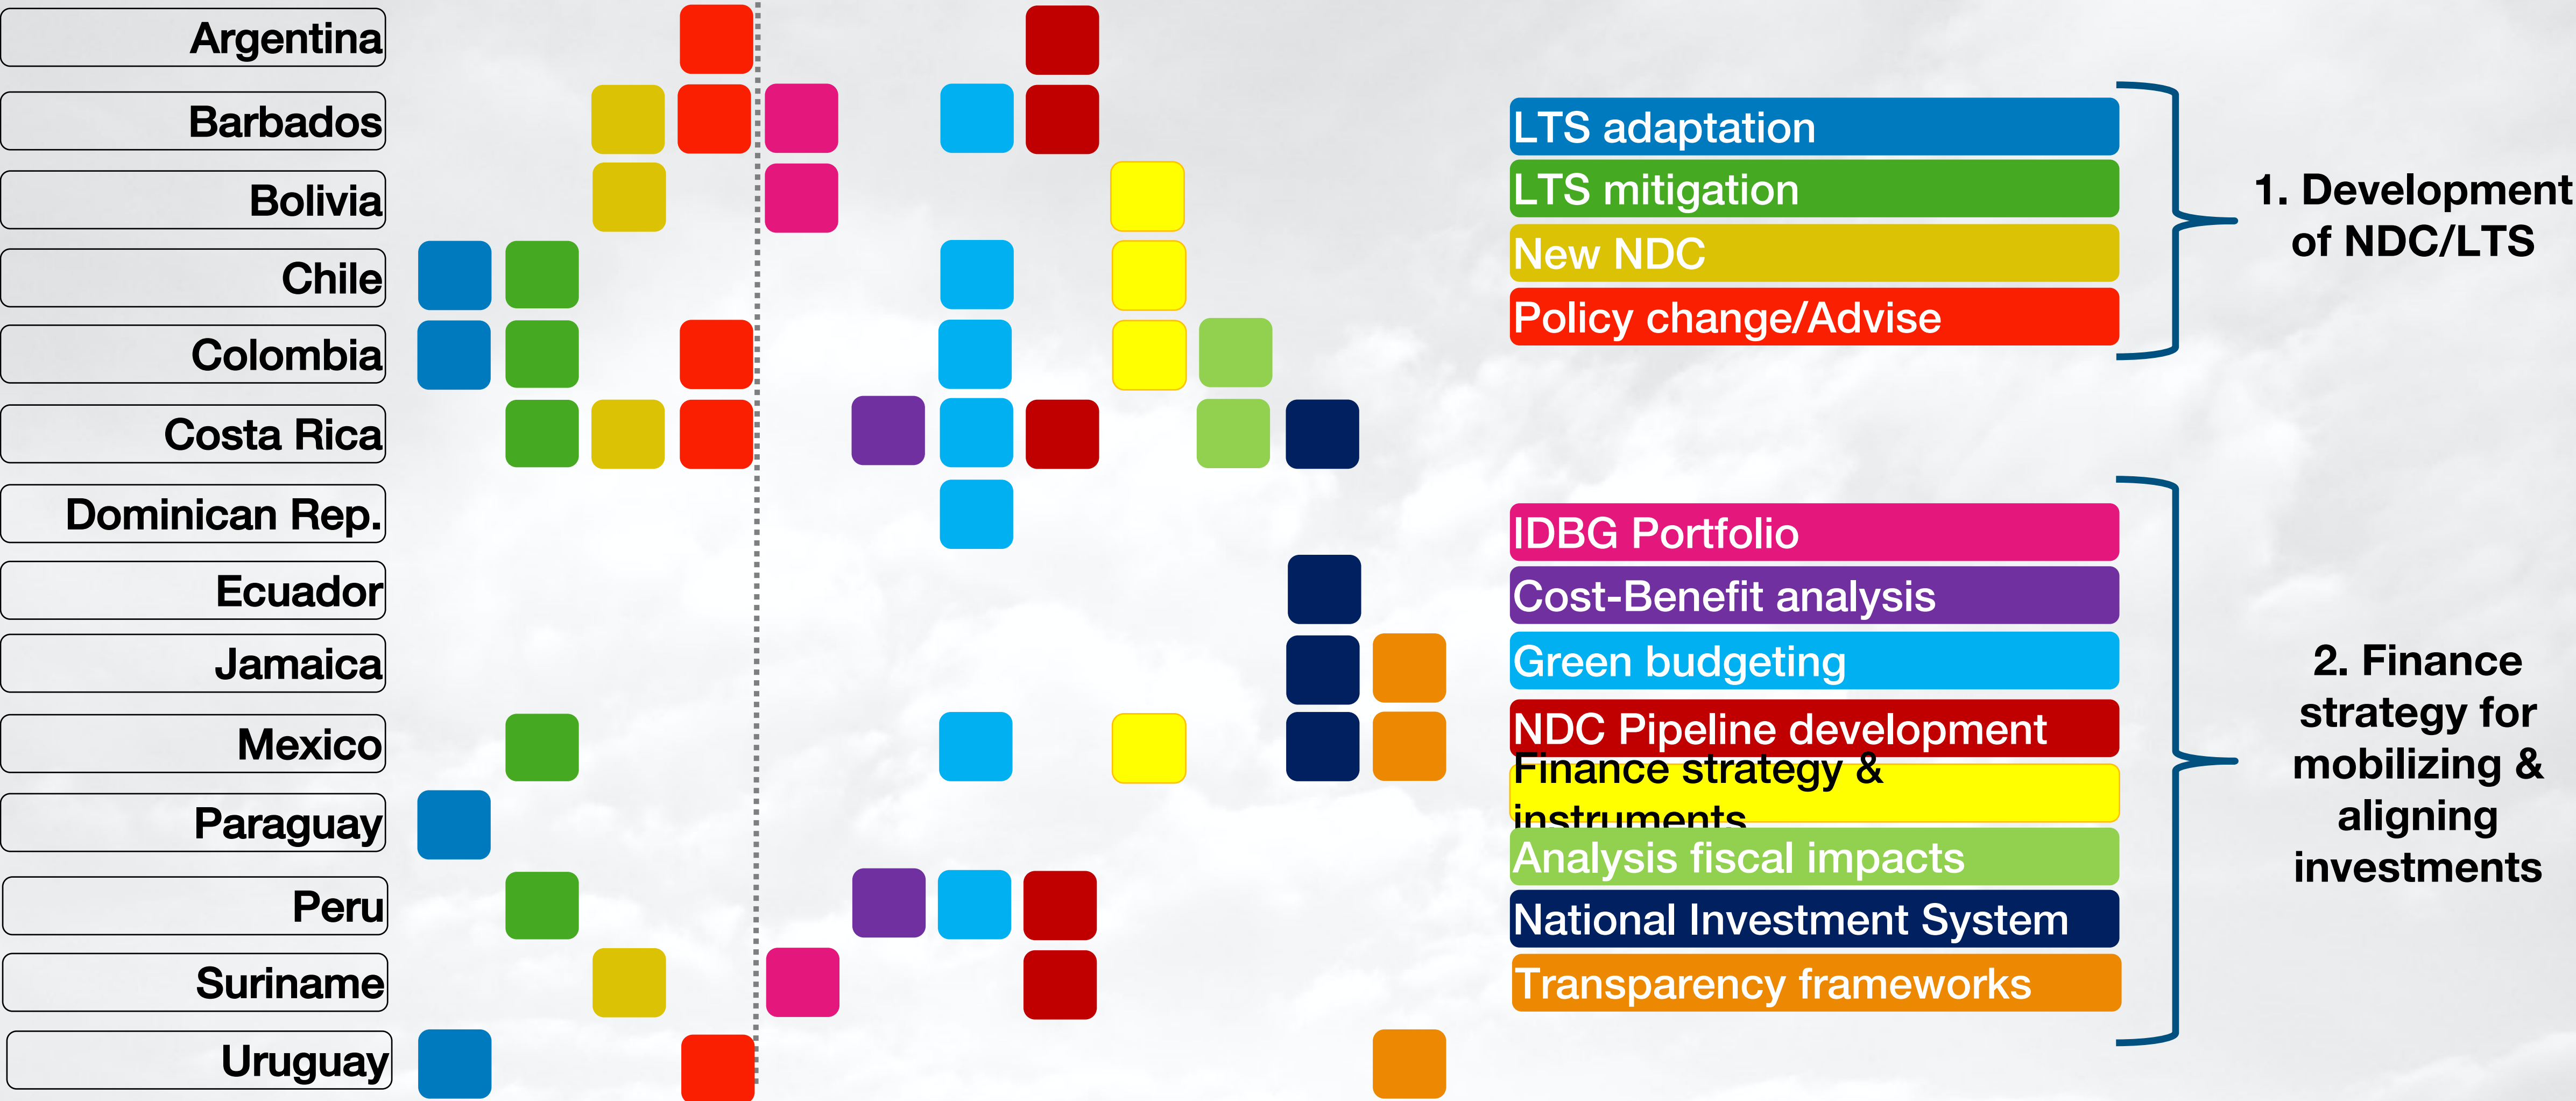 Argentina
Barbados
Bolivia
Chile
Colombia
Costa Rica
Dominican Rep.
Ecuador
Jamaica
Mexico
Paraguay
Peru
Suriname
Uruguay
LTS adaptation
LTS mitigation
New NDC
Policy change/Advise
1. Development
of NDC/LTS
IDBG Portfolio
Cost-Benefit analysis
Green budgeting
NDC Pipeline development
Finance strategy &
instruments
Analysis fiscal impacts
National Investment System
Transparency frameworks
2. Finance
strategy for
mobilizing &
aligning
investments